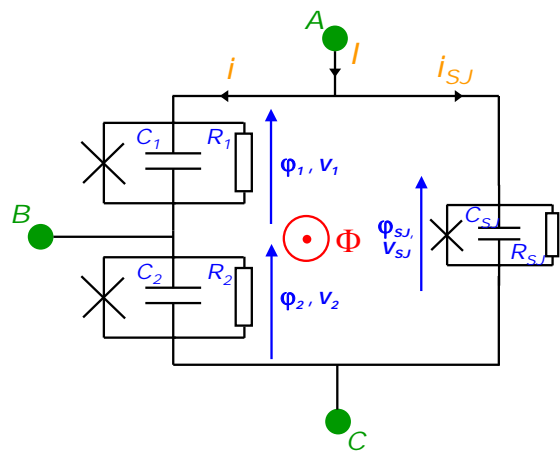 A
i
I
i_SJ
C_1
R_1
φ_1, v_1
B
Φ
φ_SJ,
v_SJ
C_SJ
R_SJ
C_2
R_2
φ_2, v_2
C